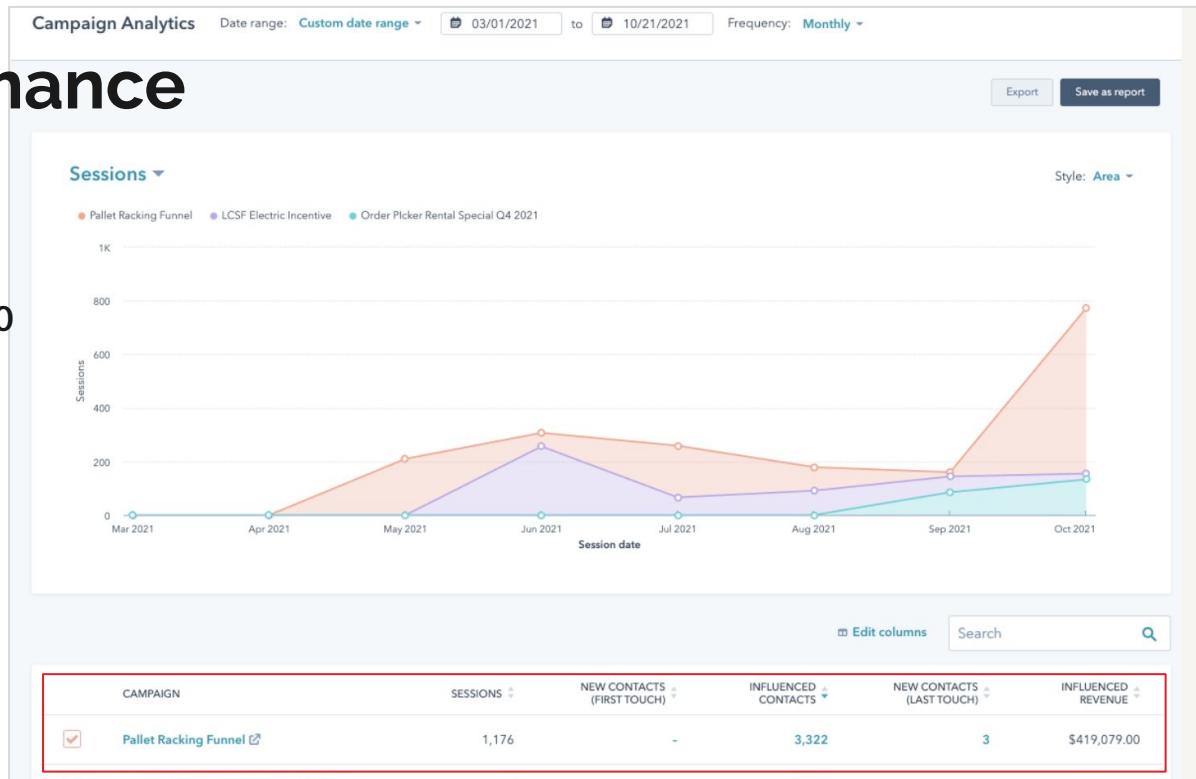 Campaign Analytics Date range: Custom date range 03/01/2021 to 10/21/2021 Frequency: Monthly
nance
Export Save as report
Sessions
Style: Area
Pallet Racking Funnel LCSF Electric Incentive Order PIcker Rental Special Q4 2021
1K
800
0
600
400
200
0
Sessions
Mar 2021 Apr 2021 May 2021 Jun 2021 Jul 2021 Aug 2021 Sep 2021 Oct 2021
Session date
Edit columns Search
CAMPAIGN SESSIONS NEW CONTACTS (FIRST TOUCH) INFLUENCED CONTACTS NEW CONTACTS (LAST TOUCH) INFLUENCED REVENUE
Pallet Racking Funnel 1,176 - 3,322 3 $419,079.00